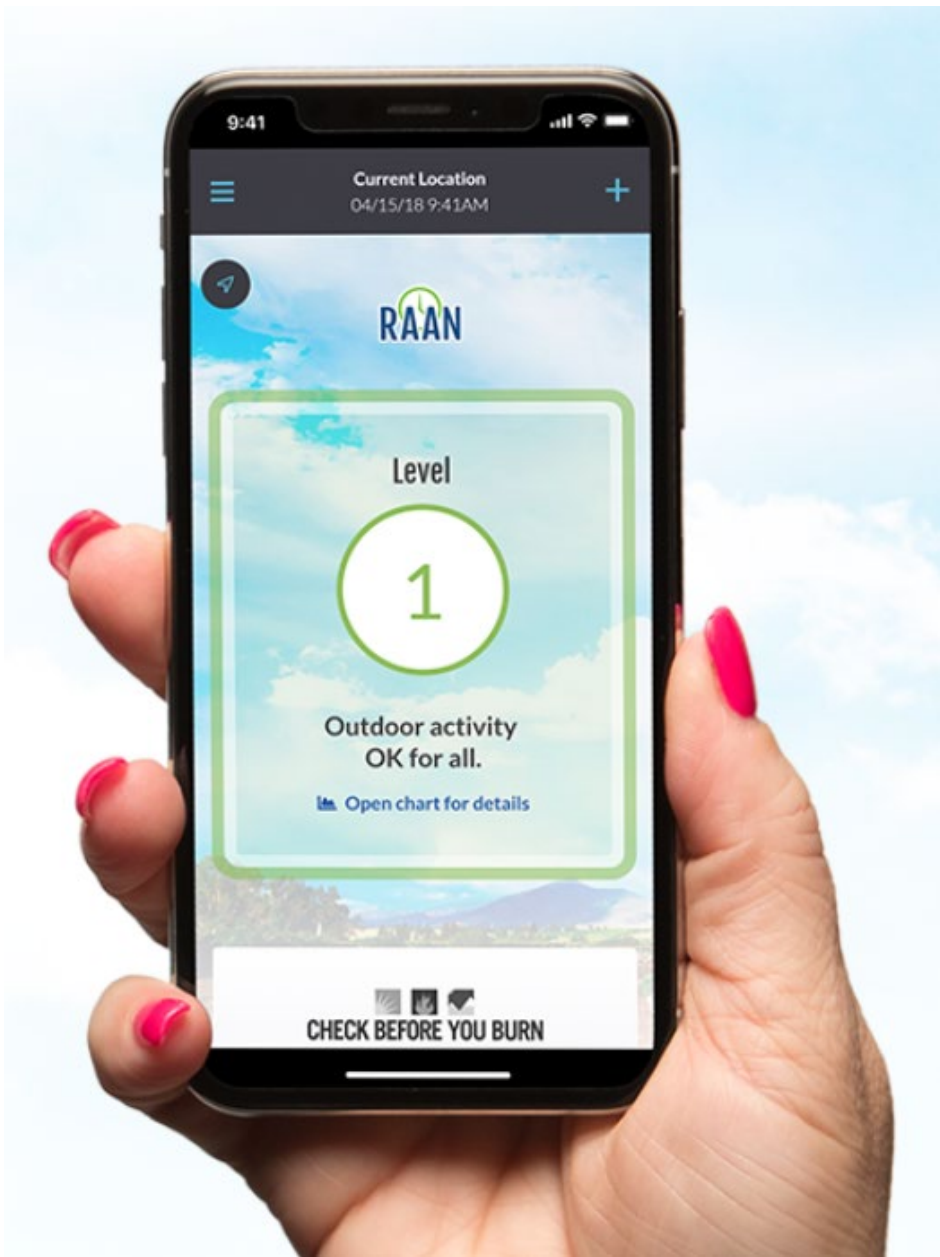 9:41
Current Location
04/15/18 9:41AM
RAAN
Level
1
Outdoor activity
OK for all.
Open chart for details
CHECK BEFORE YOU BURN